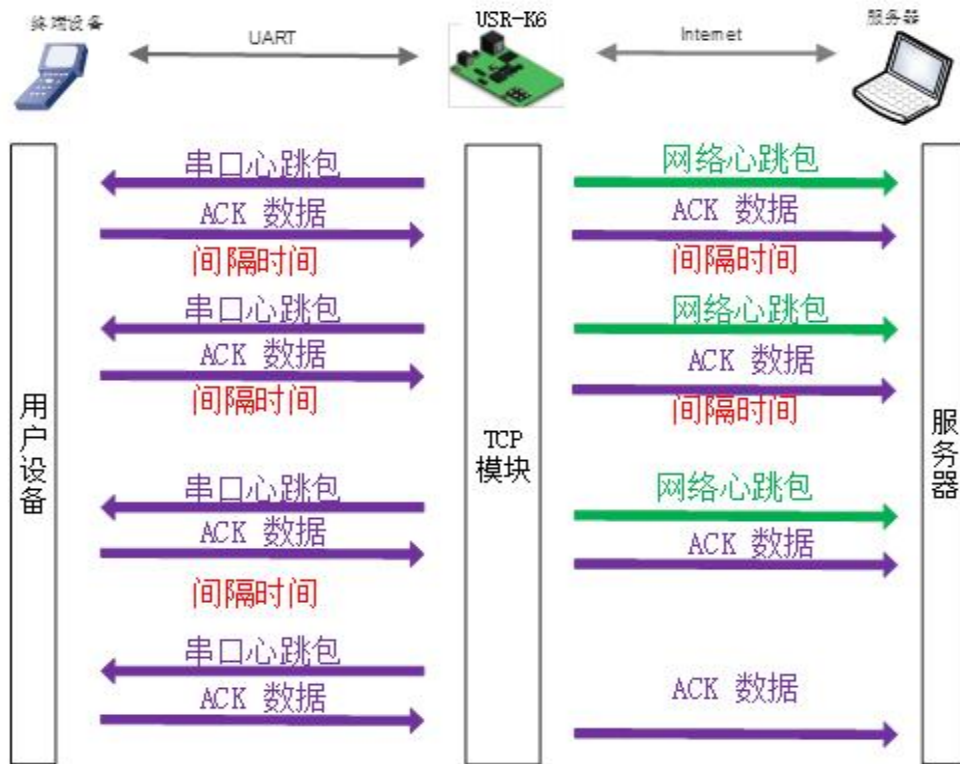 终端设备
UART
USR-K6
Internet
服务器
串口心跳包
网络心跳包
ACK 数据
ACK 数据
间隔时间
间隔时间
串口心跳包
网络心跳包
ACK 数据
ACK 数据
间隔时间
间隔时间
用户设备
TCP
模块
服务器
串口心跳包
网络心跳包
ACK 数据
ACK 数据
间隔时间
串口心跳包
ACK 数据
ACK 数据